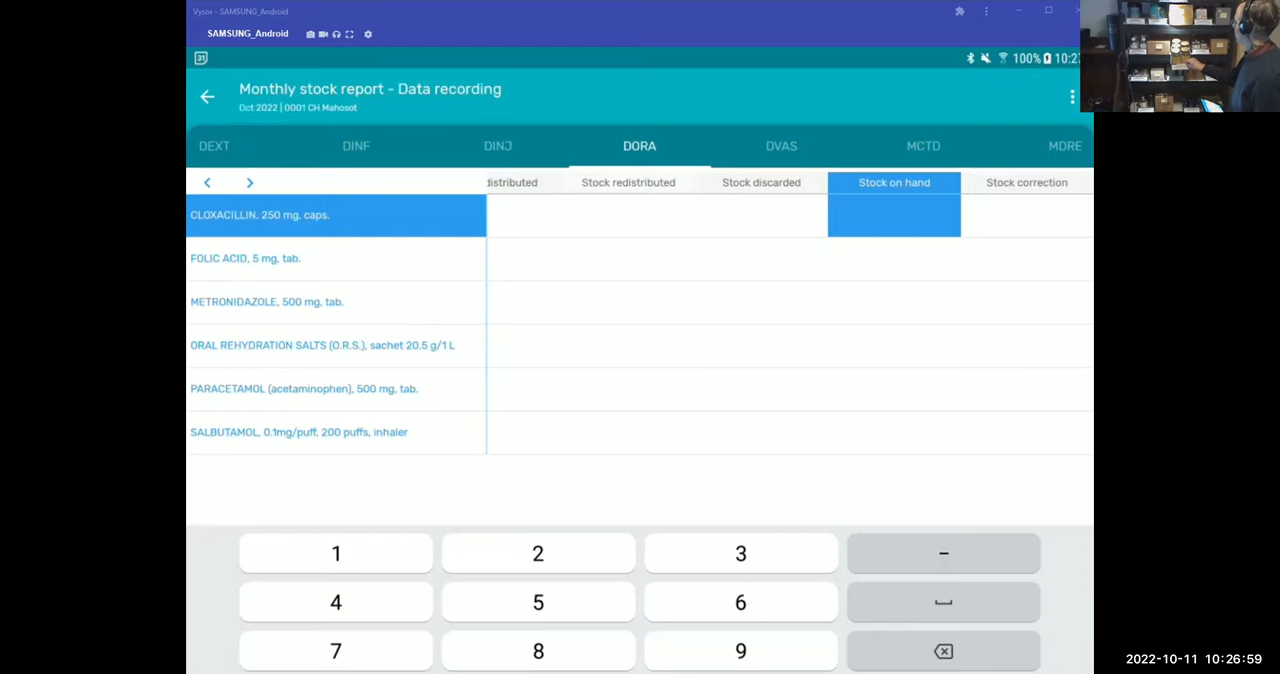 Vysor - SAMSUNG_Android
SAMSUNG_Android
31
100% 10:27
Monthly stock report - Data recording
Oct 2022 | 0001 CH Mahosot
DEXT DINF DINJ DORA DVAS MCTD MDRE
distributed Stock redistributed Stock discarded Stock on hand Stock correction
CLOXACILLIN, 250 mg, caps.
FOLIC ACID, 5 mg, tab.
METRONIDAZOLE, 500 mg, tab.
ORAL REHYDRATION SALTS (O.R.S.), sachet 20.5 g/1 L
PARACETAMOL (acetaminophen), 500 mg, tab.
SALBUTAMOL, 0.1mg/puff, 200 puffs, inhaler
1 2 3 -
4 5 6
7 8 9
2022-10-11 10:26:59